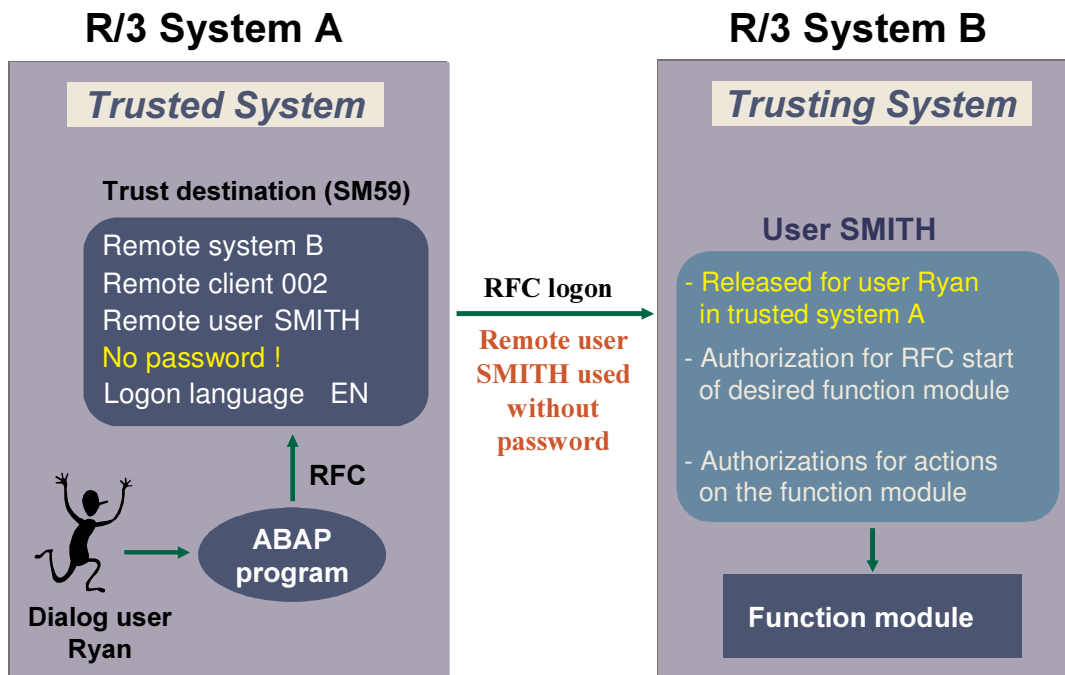 R/3 System A
R/3 System B
Trusted System
Trust destination (SM59)
Remote system B
Remote client 002
Remote user SMITH
No password !
Logon language EN
RFC
ABAP
program
Dialog user
Ryan
RFC logon
Remote user
SMITH used
without
password
Trusting System
User SMITH
- Released for user Ryan
in trusted system A
- Authorization for RFC start
of desired function module
- Authorizations for actions
on the function module
Function module